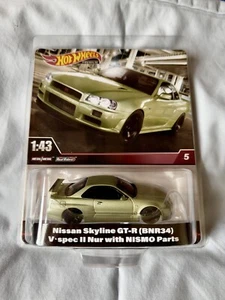 Hot Wheels
1:43
5
Nissan Skyline GT-R (BNR34)
V·spec II Nur with NISMO Parts